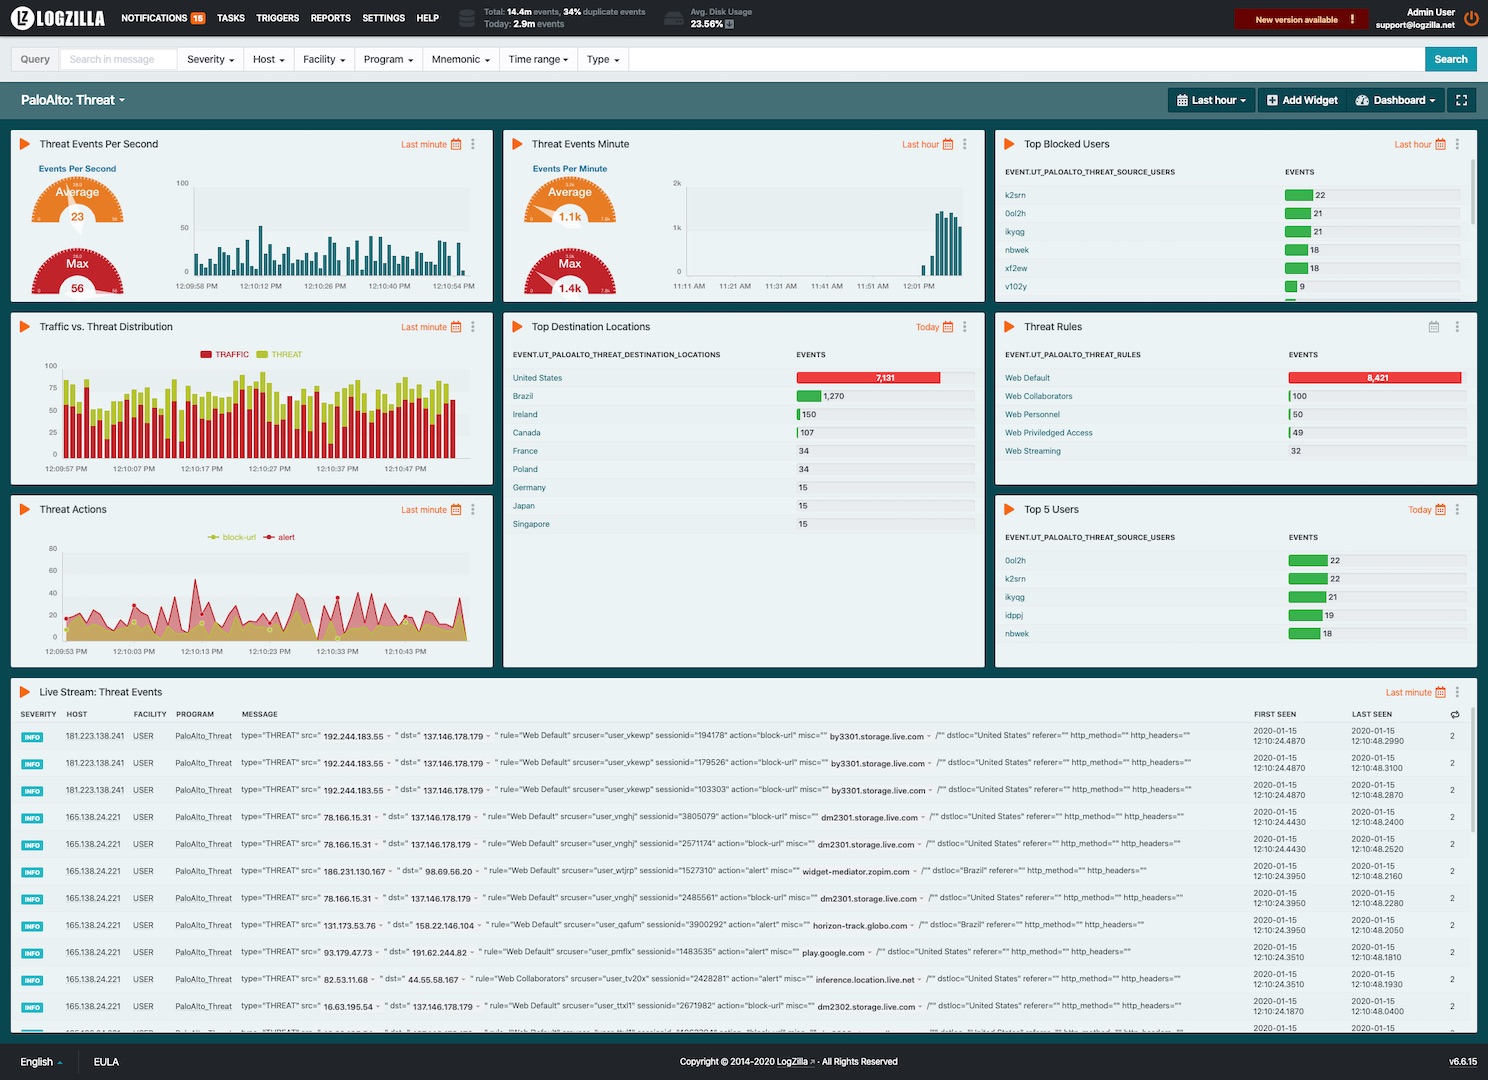 LOGZILLA NOTIFICATIONS 15 TASKS TRIGGERS REPORTS SETTINGS HELP
Total: 14.4m events, 34% duplicate events
Today: 2.9m events
Avg. Disk Usage
23.56%
New version available !
Admin User
support@logzilla.net
Query Search in message Severity Host Facility Program Mnemonic Time range Type Search
PaloAlto: Threat Last hour Add Widget Dashboard
Threat Events Per Second Last minute
Events Per Second
Average
23
Max
56
100
50
0
12:09:58 PM 12:10:12 PM 12:10:26 PM 12:10:40 PM 12:10:54 PM
Threat Events Minute Last hour
Events Per Minute
Average
1.1k
Max
1.4k
2k
1k
0
11:11 AM 11:21 AM 11:31 AM 11:41 AM 11:51 AM 12:01 PM
Top Blocked Users Last hour
EVENT.UT_PALOALTO_THREAT_SOURCE_USERS EVENTS
k2srn 22
0ol2h 21
ikyqg 21
nbwek 18
xf2ew 18
v102y 9
Traffic vs. Threat Distribution Last minute
TRAFFIC THREAT
100
75
50
25
0
12:09:57 PM 12:10:07 PM 12:10:17 PM 12:10:27 PM 12:10:37 PM 12:10:47 PM
Top Destination Locations Today
EVENT.UT_PALOALTO_THREAT_DESTINATION_LOCATIONS EVENTS
United States 7,131
Brazil 1,270
Ireland 150
Canada 107
France 34
Poland 34
Germany 15
Japan 15
Singapore 15
Threat Rules
EVENT.UT_PALOALTO_THREAT_RULES EVENTS
Web Default 8,421
Web Collaborators 100
Web Personnel 50
Web Priviledged Access 49
Web Streaming 32
Threat Actions Last minute
block-url alert
80
60
40
20
0
12:09:53 PM 12:10:03 PM 12:10:13 PM 12:10:23 PM 12:10:33 PM 12:10:43 PM
Top 5 Users Today
EVENT.UT_PALOALTO_THREAT_SOURCE_USERS EVENTS
0ol2h 22
k2srn 22
ikyqg 21
idppj 19
nbwek 18
Live Stream: Threat Events Last minute
SEVERITY HOST FACILITY PROGRAM MESSAGE FIRST SEEN LAST SEEN
INFO 181.223.138.241 USER PaloAlto_Threat type="THREAT" src=" 192.244.183.55 " dst=" 137.146.178.179 " rule="Web Default" srcuser="user_vkewp" sessionid="194178" action="block-url" misc="" by3301.storage.live.com /"" dstloc="United States" referer="" http_method="" http_headers="" 2020-01-15 12:10:24.4870 2020-01-15 12:10:48.2990 2
INFO 181.223.138.241 USER PaloAlto_Threat type="THREAT" src=" 192.244.183.55 " dst=" 137.146.178.179 " rule="Web Default" srcuser="user_vkewp" sessionid="179526" action="block-url" misc="" by3301.storage.live.com /"" dstloc="United States" referer="" http_method="" http_headers="" 2020-01-15 12:10:24.4870 2020-01-15 12:10:48.3100 2
INFO 181.223.138.241 USER PaloAlto_Threat type="THREAT" src=" 192.244.183.55 " dst=" 137.146.178.179 " rule="Web Default" srcuser="user_vkewp" sessionid="103303" action="block-url" misc="" by3301.storage.live.com /"" dstloc="United States" referer="" http_method="" http_headers="" 2020-01-15 12:10:24.4870 2020-01-15 12:10:48.2870 2
INFO 165.138.24.221 USER PaloAlto_Threat type="THREAT" src=" 78.166.15.31 " dst=" 137.146.178.179 " rule="Web Default" srcuser="user_vnghj" sessionid="3805079" action="block-url" misc="" dm2301.storage.live.com /"" dstloc="United States" referer="" http_method="" http_headers="" 2020-01-15 12:10:24.4430 2020-01-15 12:10:48.2400 2
INFO 165.138.24.221 USER PaloAlto_Threat type="THREAT" src=" 78.166.15.31 " dst=" 137.146.178.179 " rule="Web Default" srcuser="user_vnghj" sessionid="2571174" action="block-url" misc="" dm2301.storage.live.com /"" dstloc="United States" referer="" http_method="" http_headers="" 2020-01-15 12:10:24.4430 2020-01-15 12:10:48.2520 2
INFO 165.138.24.221 USER PaloAlto_Threat type="THREAT" src=" 186.231.130.167 " dst=" 98.69.56.20 " rule="Web Default" srcuser="user_wtjrp" sessionid="1527310" action="alert" misc="" widget-mediator.zopim.com /"" dstloc="Brazil" referer="" http_method="" http_headers="" 2020-01-15 12:10:24.3950 2020-01-15 12:10:48.2160 2
INFO 165.138.24.221 USER PaloAlto_Threat type="THREAT" src=" 78.166.15.31 " dst=" 137.146.178.179 " rule="Web Default" srcuser="user_vnghj" sessionid="2485561" action="block-url" misc="" dm2301.storage.live.com /"" dstloc="United States" referer="" http_method="" http_headers="" 2020-01-15 12:10:24.3950 2020-01-15 12:10:48.2280 2
INFO 165.138.24.221 USER PaloAlto_Threat type="THREAT" src=" 131.173.53.76 " dst=" 158.22.146.104 " rule="Web Default" srcuser="user_qafum" sessionid="3900292" action="alert" misc="" horizon-track.globo.com /"" dstloc="Brazil" referer="" http_method="" http_headers="" 2020-01-15 12:10:24.3950 2020-01-15 12:10:48.2050 2
INFO 165.138.24.221 USER PaloAlto_Threat type="THREAT" src=" 93.179.47.73 " dst=" 191.62.244.82 " rule="Web Default" srcuser="user_pmflx" sessionid="1483535" action="alert" misc="" play.google.com /"" dstloc="United States" referer="" http_method="" http_headers="" 2020-01-15 12:10:24.3510 2020-01-15 12:10:48.1810 2
INFO 165.138.24.221 USER PaloAlto_Threat type="THREAT" src=" 82.53.11.68 " dst=" 44.55.58.167 " rule="Web Collaborators" srcuser="user_tv20x" sessionid="2428281" action="alert" misc="" inference.location.live.net /"" dstloc="United States" referer="" http_method="" http_headers="" 2020-01-15 12:10:24.3510 2020-01-15 12:10:48.1930 2
INFO 165.138.24.221 USER PaloAlto_Threat type="THREAT" src=" 16.63.195.54 " dst=" 137.146.178.179 " rule="Web Default" srcuser="user_ttxl1" sessionid="2671982" action="block-url" misc="" dm2302.storage.live.com /"" dstloc="United States" referer="" http_method="" http_headers="" 2020-01-15 12:10:24.1870 2020-01-15 12:10:48.0400 2
2020-01-15 2020-01-15
English EULA Copyright © 2014-2020 LogZilla - All Rights Reserved v6.6.15